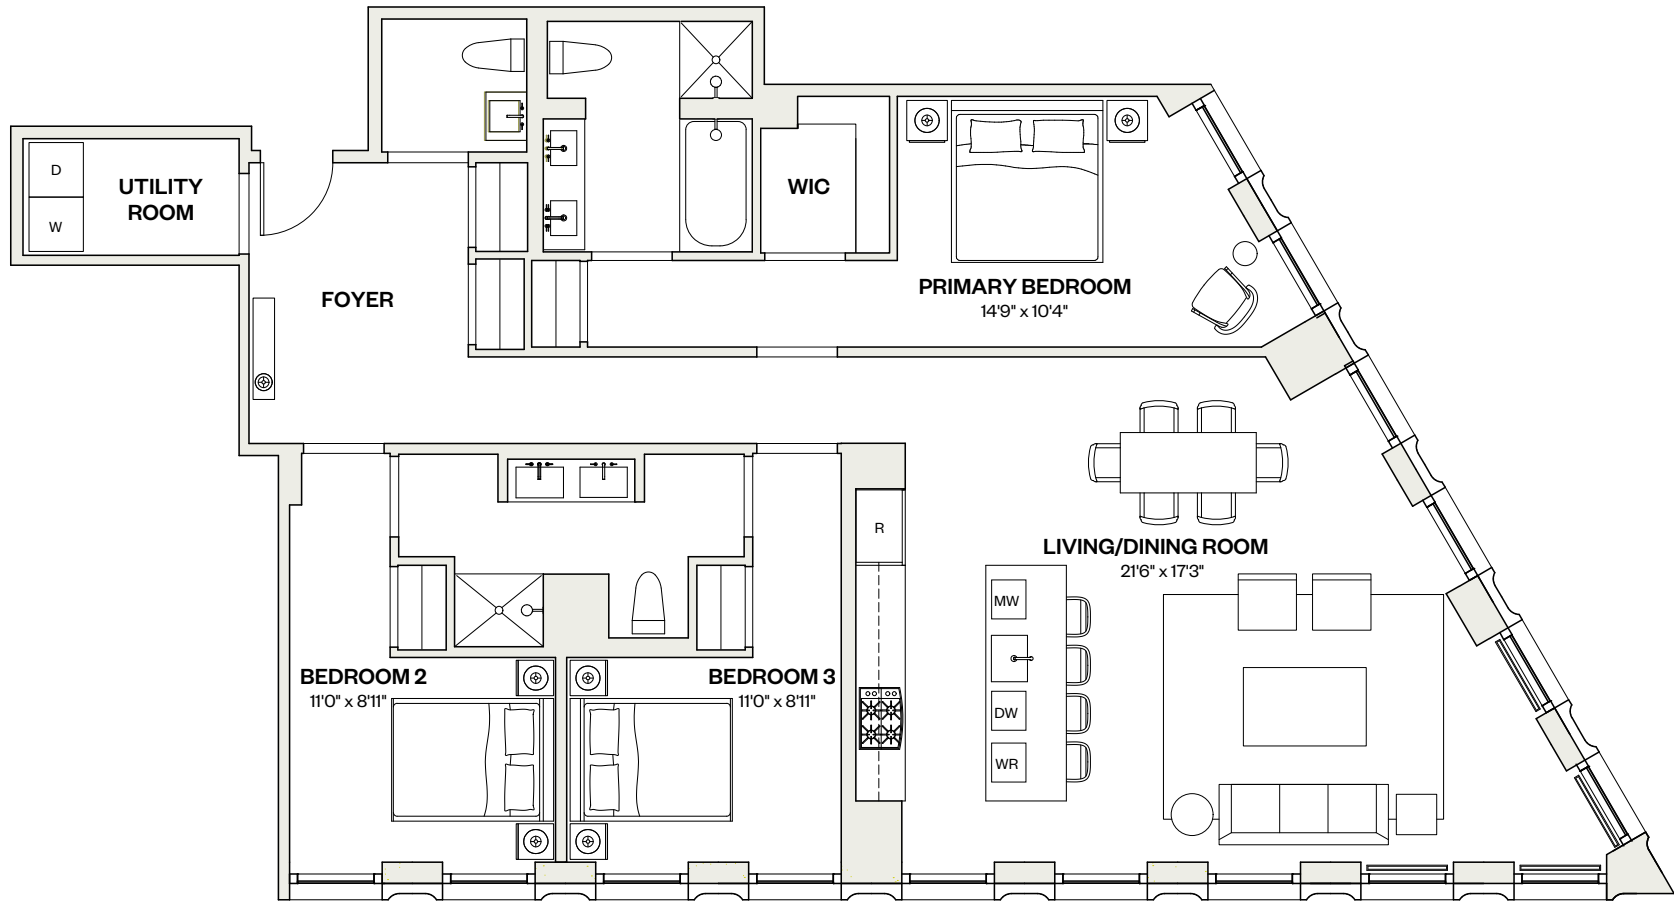 D
W
UTILITY
ROOM
FOYER
WIC
PRIMARY BEDROOM
14'9" x 10'4"
R
LIVING/DINING ROOM
21'6" x 17'3"
MW
DW
WR
BEDROOM 2
11'0" x 8'11"
BEDROOM 3
11'0" x 8'11"